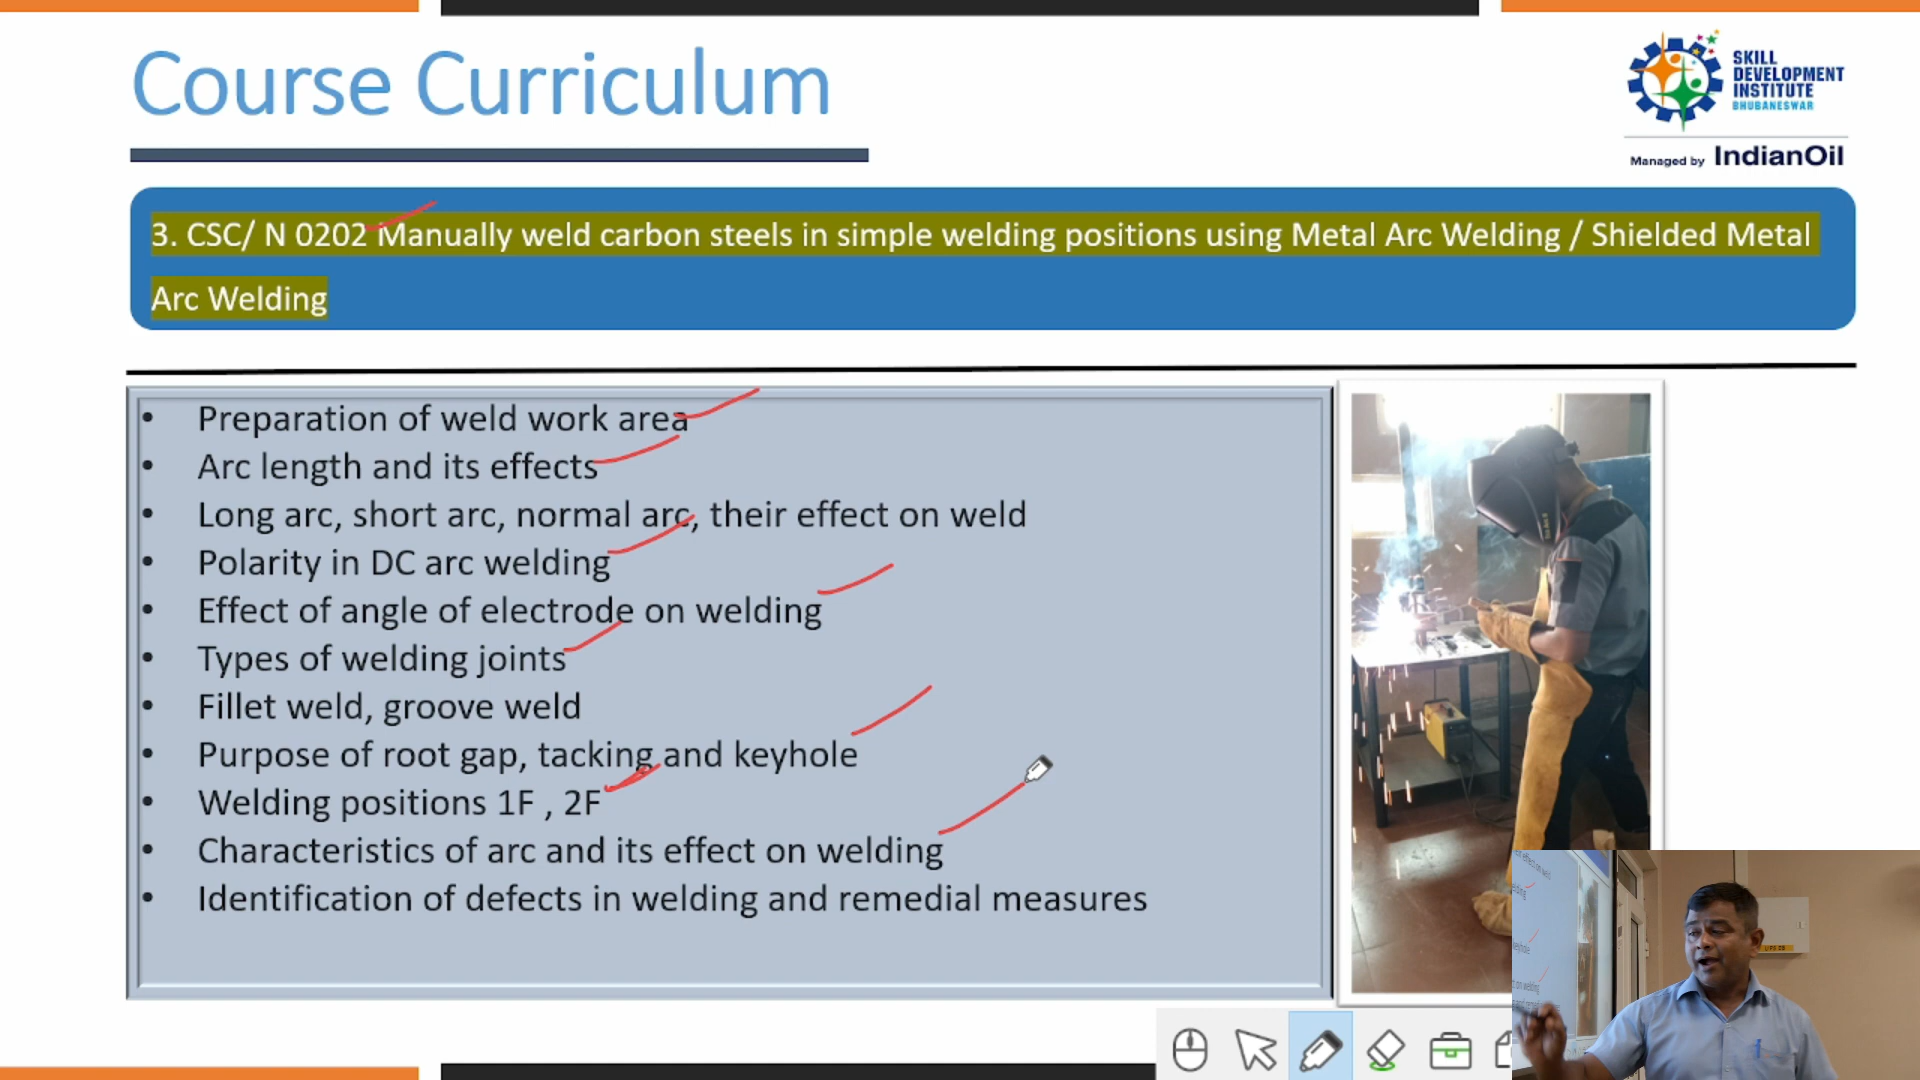 Course Curriculum
SKILL
DEVELOPMENT
INSTITUTE
BHUBANESWAR
Managed by IndianOil
3. CSC/ N 0202 Manually weld carbon steels in simple welding positions using Metal Arc Welding / Shielded Metal
Arc Welding
• Preparation of weld work area
• Arc length and its effects
• Long arc, short arc, normal arc, their effect on weld
• Polarity in DC arc welding
• Effect of angle of electrode on welding
• Types of welding joints
• Fillet weld, groove weld
• Purpose of root gap, tacking and keyhole
• Welding positions 1F , 2F
• Characteristics of arc and its effect on welding
• Identification of defects in welding and remedial measures